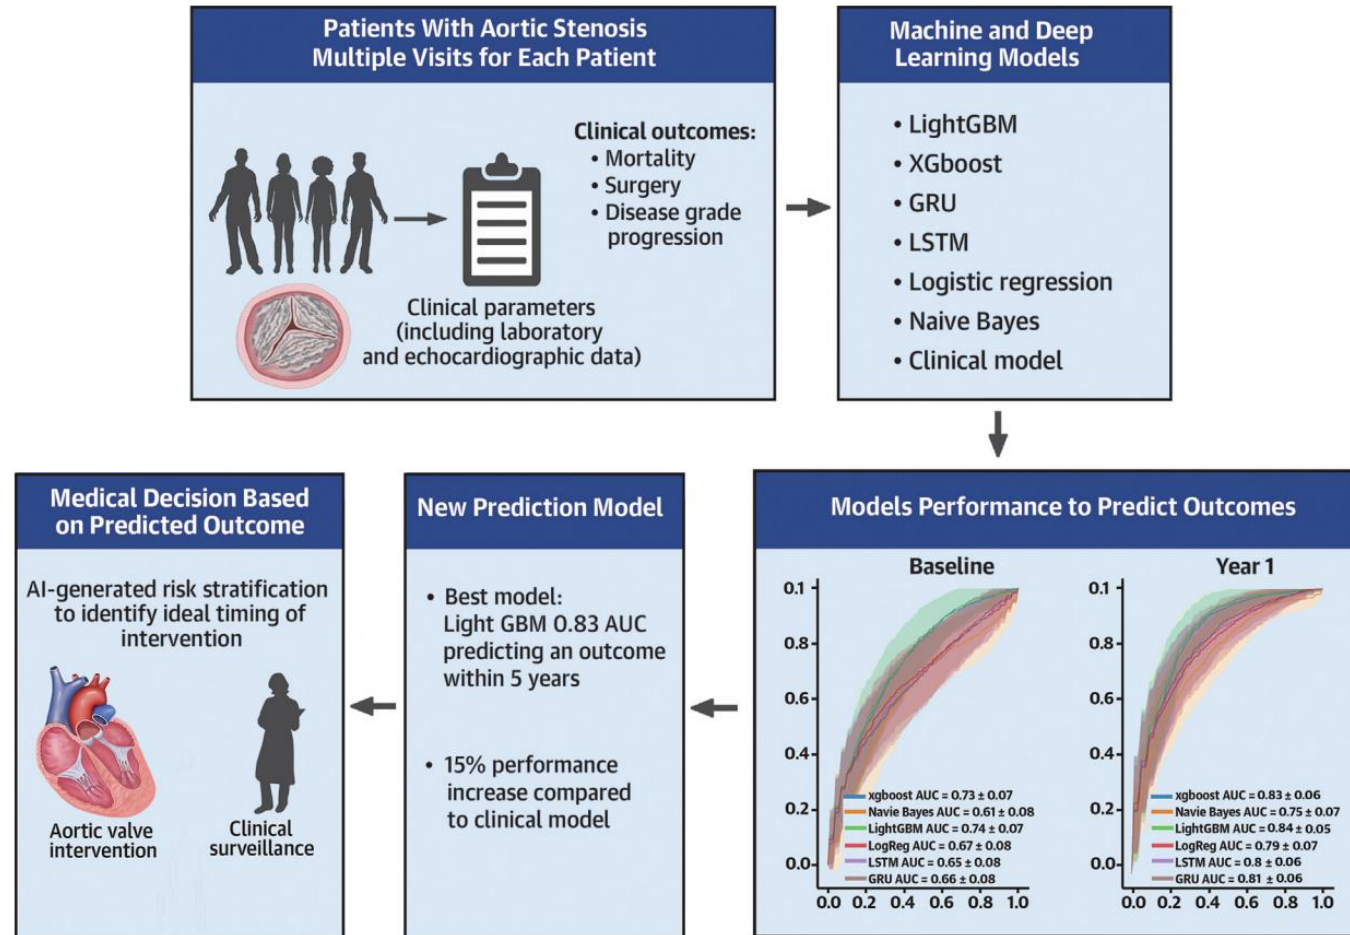 Patients With Aortic Stenosis
Multiple Visits for Each Patient
Clinical outcomes:
• Mortality
• Surgery
• Disease grade
progression
Clinical parameters
(including laboratory
and echocardiographic data)
Machine and Deep
Learning Models
• LightGBM
• XGboost
• GRU
• LSTM
• Logistic regression
• Naive Bayes
• Clinical model
Medical Decision Based
on Predicted Outcome
AI-generated risk stratification
to identify ideal timing of
intervention
Aortic valve
intervention
Clinical
surveillance
New Prediction Model
• Best model:
Light GBM 0.83 AUC
predicting an outcome
within 5 years
• 15% performance
increase compared
to clinical model
Models Performance to Predict Outcomes
Baseline
0.1
0.8
0.6
0.4
0.2
0.0
xgboost AUC = 0.73 ± 0.07
Navie Bayes AUC = 0.61 ± 0.08
LightGBM AUC = 0.74 ± 0.07
LogReg AUC = 0.67 ± 0.08
LSTM AUC = 0.65 ± 0.08
GRU AUC = 0.66 ± 0.08
0.0 0.2 0.4 0.6 0.8 1.0
Year 1
0.1
0.8
0.6
0.4
0.2
0.0
xgboost AUC = 0.83 ± 0.06
Navie Bayes AUC = 0.75 ± 0.07
LightGBM AUC = 0.84 ± 0.05
LogReg AUC = 0.79 ± 0.07
LSTM AUC = 0.8 ± 0.06
GRU AUC = 0.81 ± 0.06
0.0 0.2 0.4 0.6 0.8 1.0